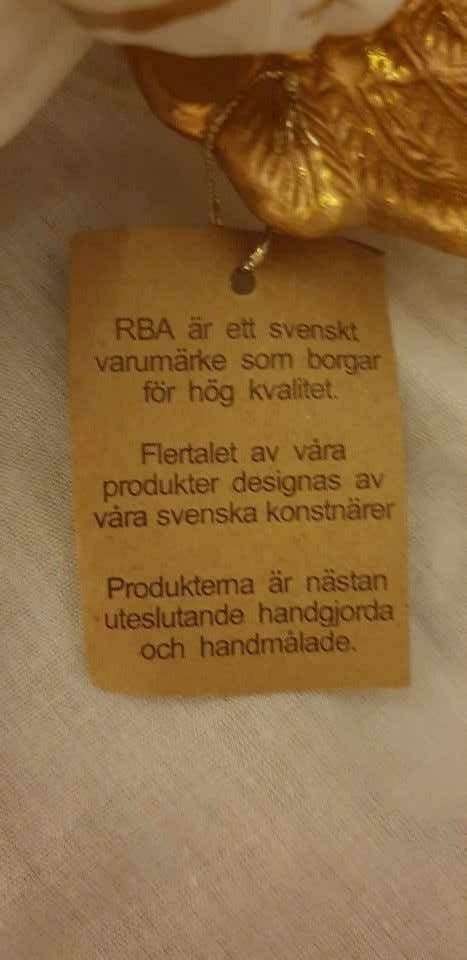 RBA är ett svenskt
varumärke som borgar
för hög kvalitet.
Flertalet av våra
produkter designas av
våra svenska konstnärer
Produkterna är nästan
uteslutande handgjorda
och handmålade.